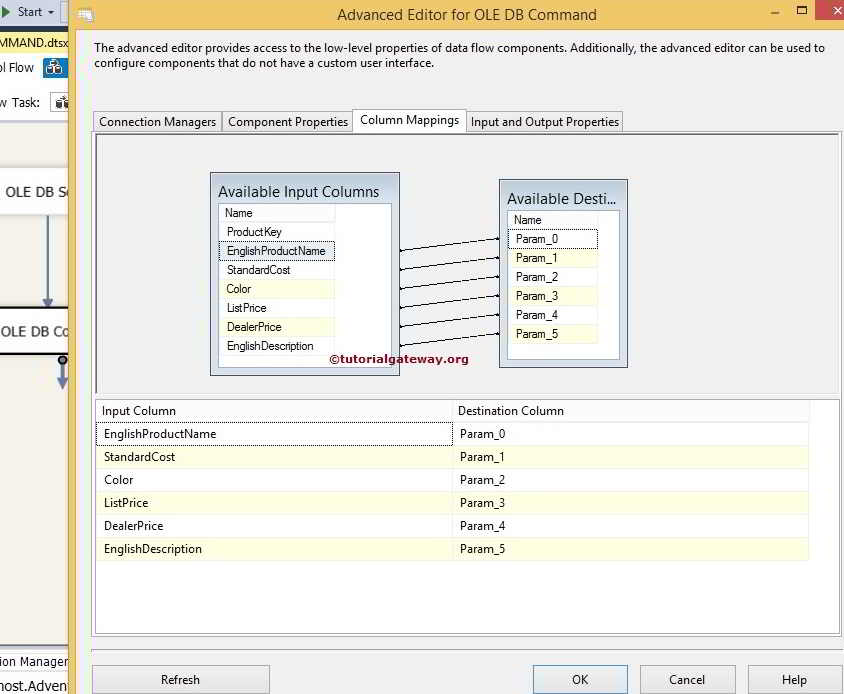 Start
Advanced Editor for OLE DB Command
MMAND.dtsx
The advanced editor provides access to the low-level properties of data flow components. Additionally, the advanced editor can be used to
configure components that do not have a custom user interface.
ol Flow
w Task:
Connection Managers Component Properties Column Mappings Input and Output Properties
OLE DB So
Available Input Columns
Name
ProductKey
EnglishProductName
StandardCost
Color
ListPrice
DealerPrice
EnglishDescription
Available Desti...
Name
Param_0
Param_1
Param_2
Param_3
Param_4
Param_5
OLE DB Co
©tutorialgateway.org
Input Column Destination Column
EnglishProductName Param_0
StandardCost Param_1
Color Param_2
ListPrice Param_3
DealerPrice Param_4
EnglishDescription Param_5
ion Manager
host.Advent
Refresh OK Cancel Help